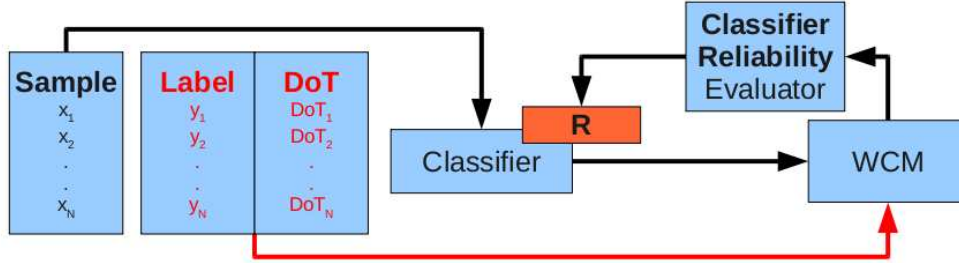 Sample
x1
x2
.
.
xN
Label
y1
y2
.
.
yN
DoT
DoT1
DoT2
.
.
DoTN
Classifier
R
Classifier
Reliability
Evaluator
WCM